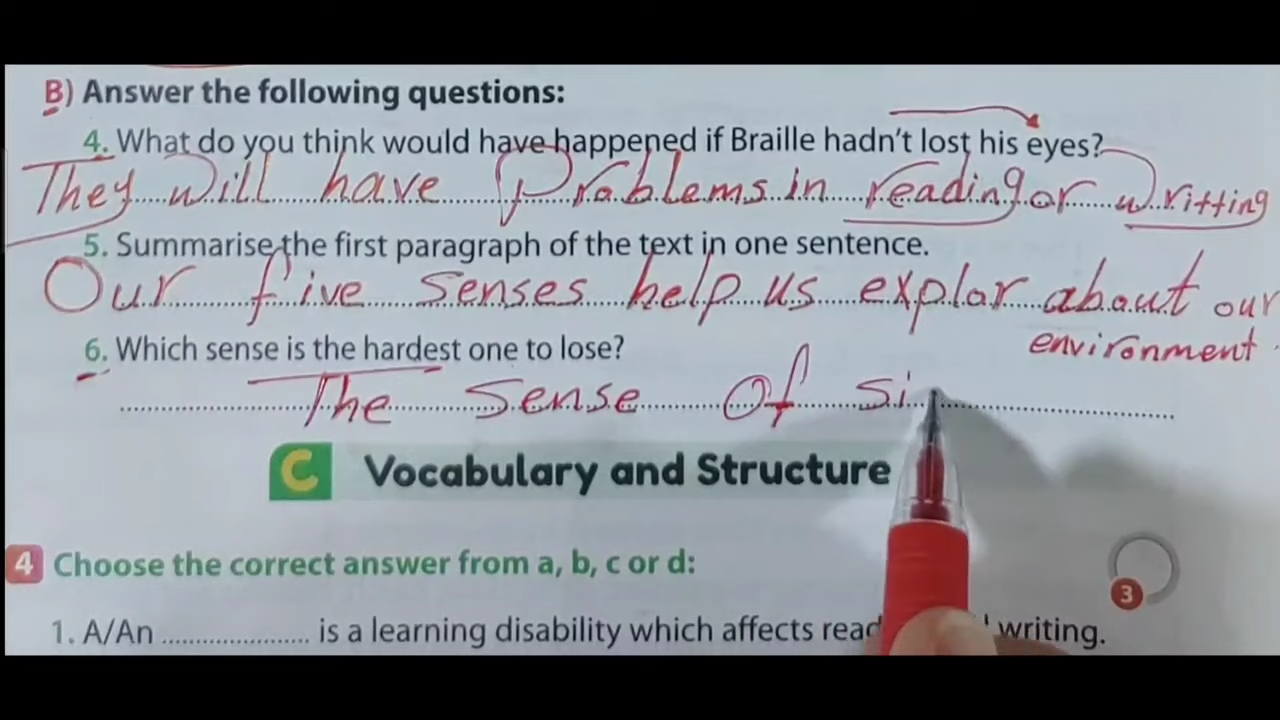 B) Answer the following questions:
4. What do you think would have happened if Braille hadn't lost his eyes?
They will have Problems in reading or writting
5. Summarise the first paragraph of the text in one sentence.
Our five senses help us explor about our
environment.
6. Which sense is the hardest one to lose?
The Sense Of si
C Vocabulary and Structure
4 Choose the correct answer from a, b, c or d:
3
1. A/An .................... is a learning disability which affects writing.